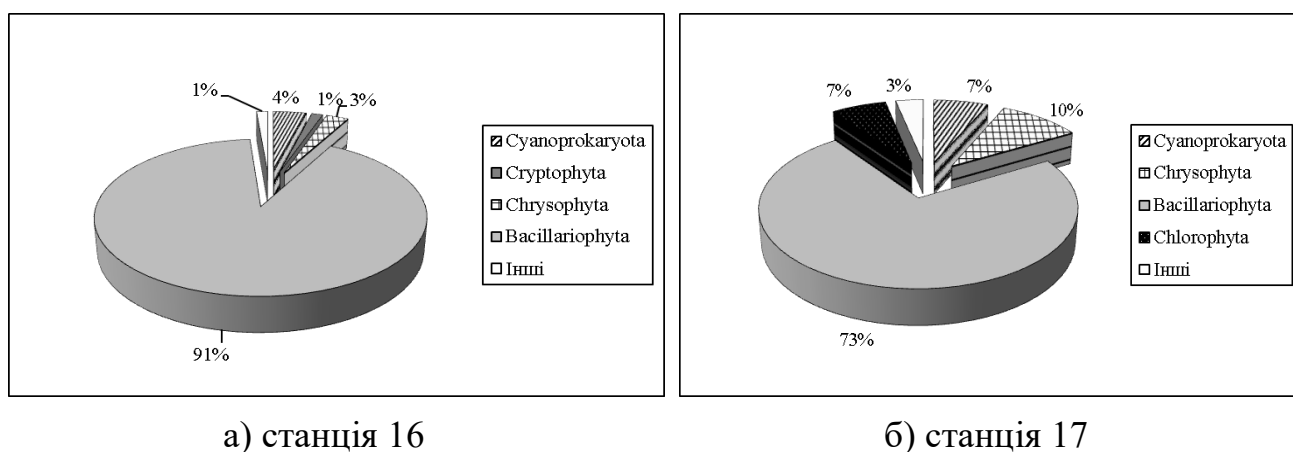 1%
4%
1%
3%
91%
Cyanoprokaryota
Cryptophyta
Chrysophyta
Bacillariophyta
Інші
7%
3%
7%
10%
73%
Cyanoprokaryota
Chrysophyta
Bacillariophyta
Chlorophyta
Інші
а) станція 16
б) станція 17